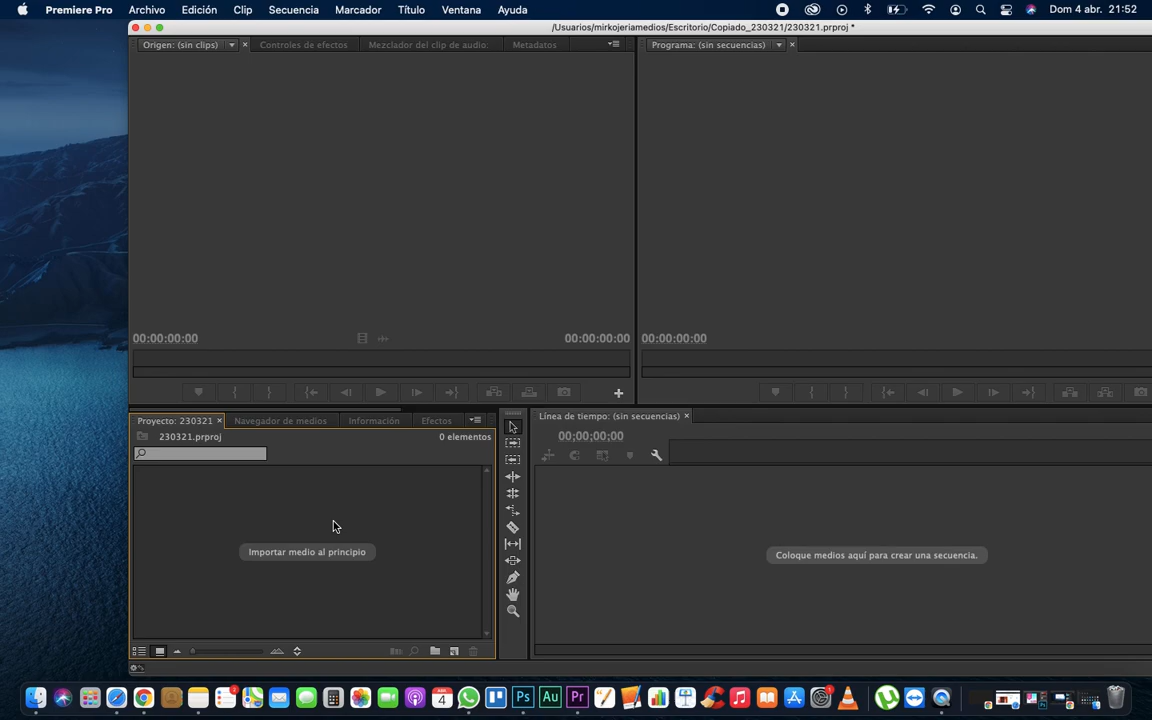 Premiere Pro Archivo Edición Clip Secuencia Marcador Título Ventana Ayuda Dom 4 abr. 21:52
/Usuarios/mirkojeriamedios/Escritorio/Copiado_230321/230321.prproj *
Origen: (sin clips) Controles de efectos Mezclador del clip de audio: Metadatos Programa: (sin secuencias)
00:00:00:00 00:00:00:00 00:00:00:00
Proyecto: 230321 Navegador de medios Información Efectos Línea de tiempo: (sin secuencias)
230321.prproj 0 elementos 00;00;00;00
Importar medio al principio
Coloque medios aquí para crear una secuencia.